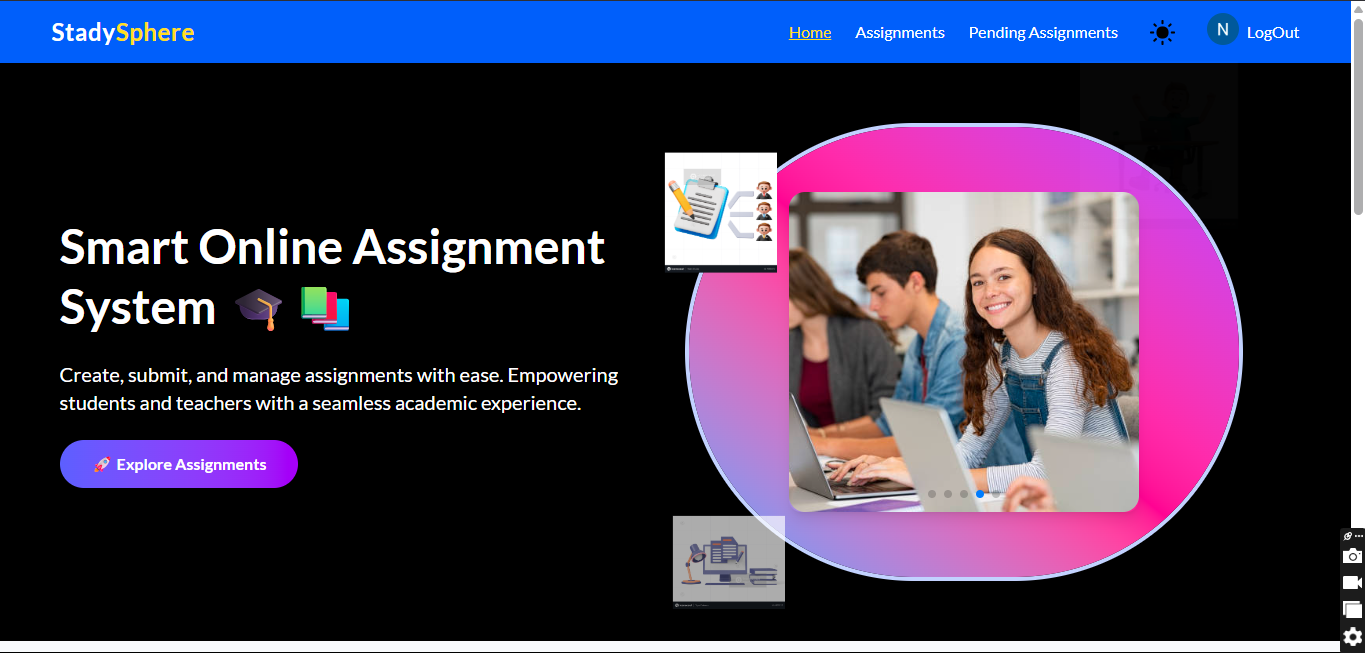 StadySphere
Home Assignments Pending Assignments N LogOut
Smart Online Assignment
System
Create, submit, and manage assignments with ease. Empowering
students and teachers with a seamless academic experience.
Explore Assignments